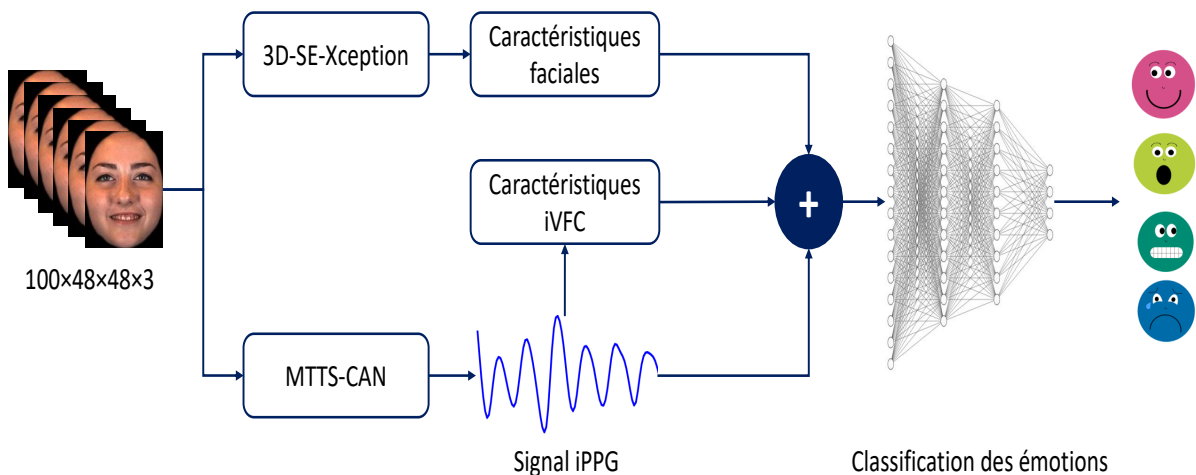 3D-SE-Xception
Caractéristiques
faciales
Caractéristiques
iVFC
+
100×48×48×3
MTTS-CAN
Signal iPPG
Classification des émotions